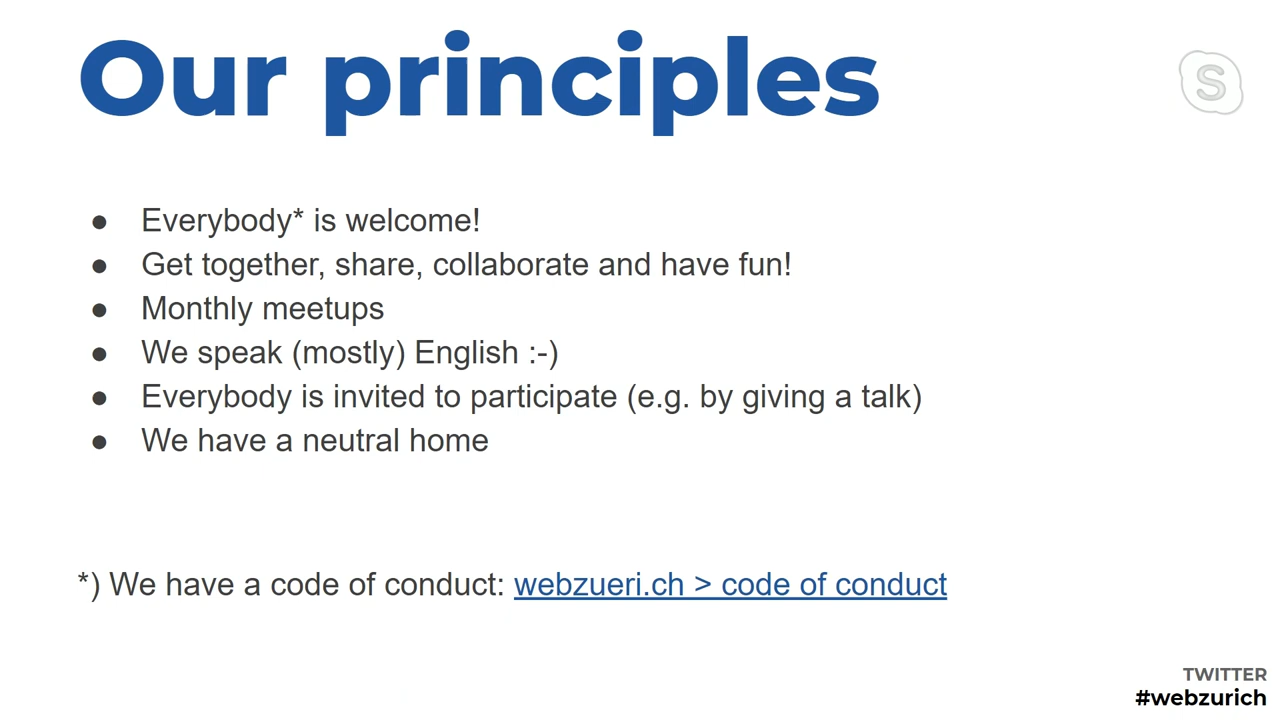 Our principles
S
● Everybody* is welcome!
● Get together, share, collaborate and have fun!
● Monthly meetups
● We speak (mostly) English :-)
● Everybody is invited to participate (e.g. by giving a talk)
● We have a neutral home
*) We have a code of conduct: webzueri.ch > code of conduct
TWITTER
#webzurich